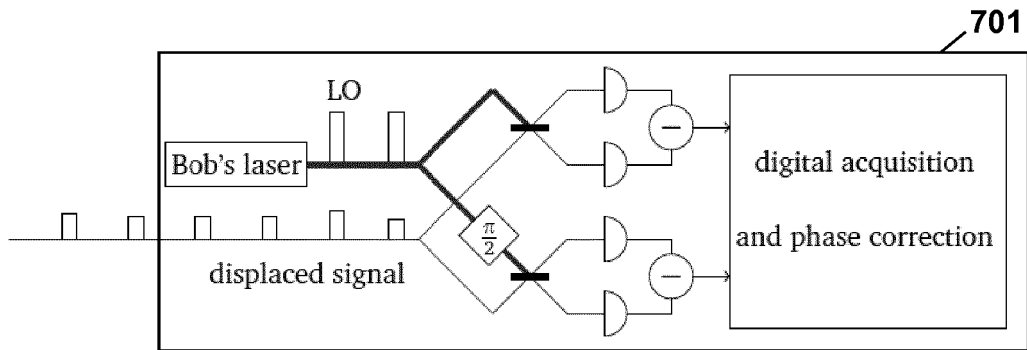 701
LO
Bob's laser
π/2
displaced signal
−
−
digital acquisition
and phase correction